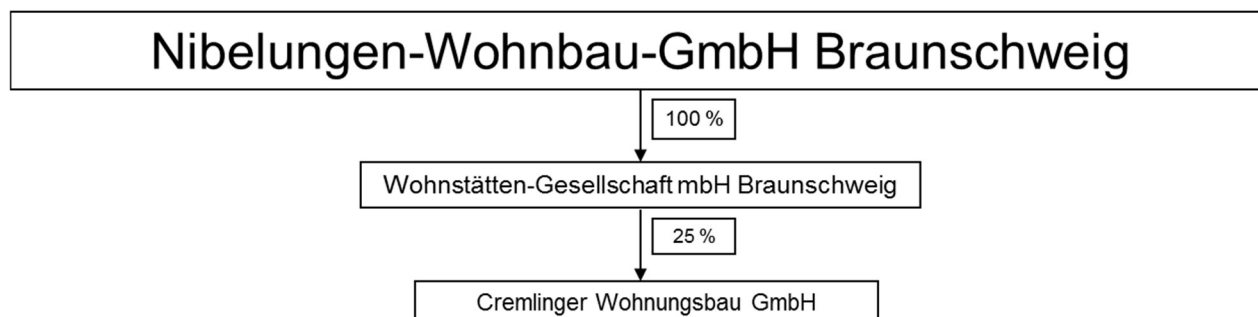 Nibelungen-Wohnbau-GmbH Braunschweig
100 %
Wohnstätten-Gesellschaft mbH Braunschweig
25 %
Cremlinger Wohnungsbau GmbH